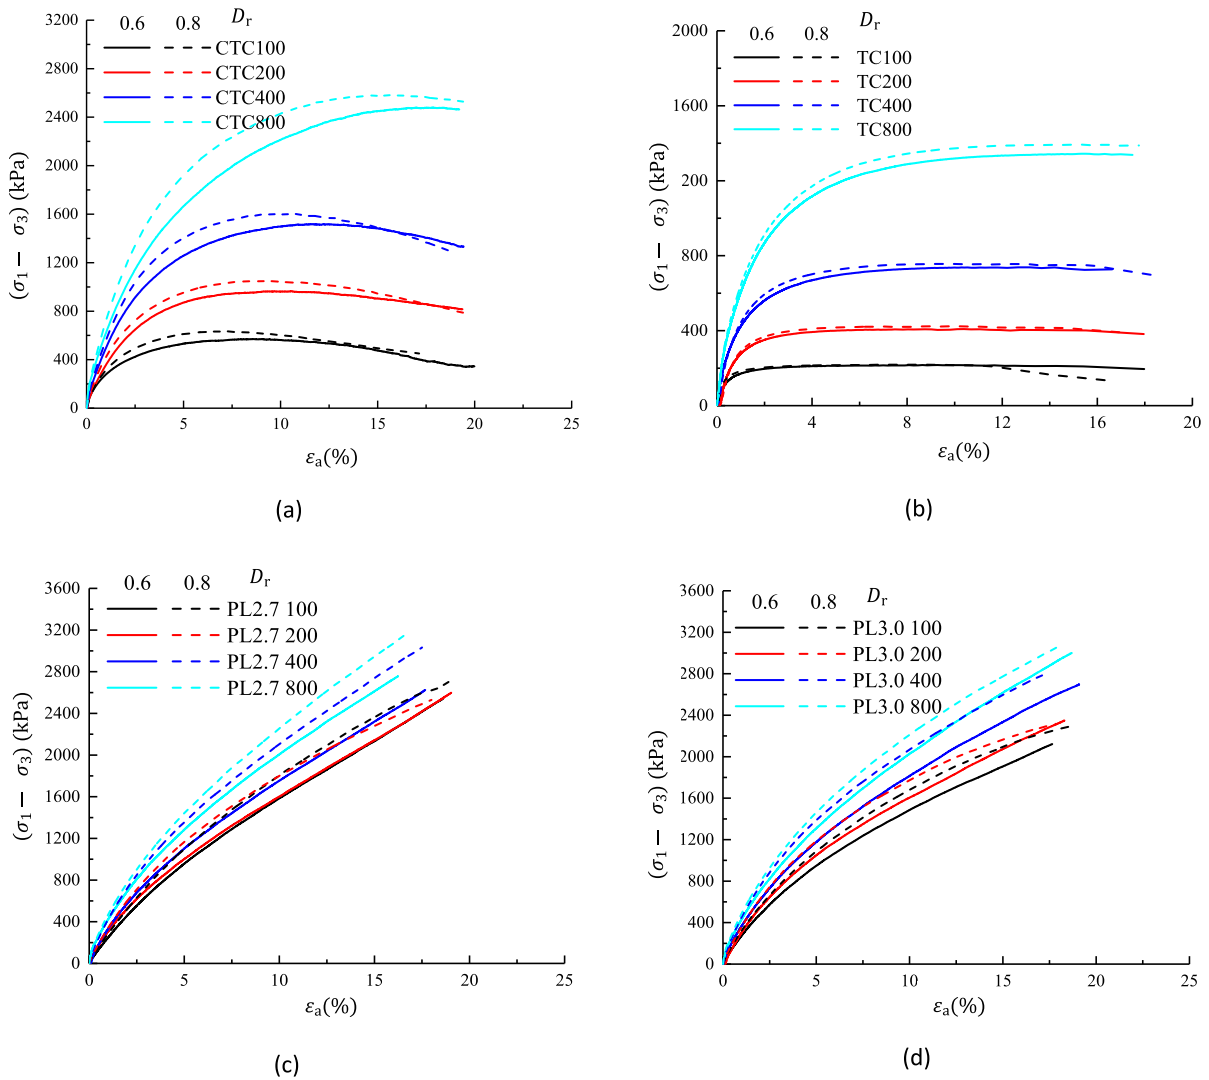 3200
2800
2400
2000
1600
1200
800
400
0
(σ1 − σ3) (kPa)
0.6 0.8 Dr
CTC100
CTC200
CTC400
CTC800
0 5 10 15 20 25
εa(%)
(a)
2000
1600
200
800
400
0
(σ1 − σ3) (kPa)
0.6 0.8 Dr
TC100
TC200
TC400
TC800
0 4 8 12 16 20
εa(%)
(b)
3600
3200
2800
2400
2000
1600
1200
800
400
0
(σ1 − σ3) (kPa)
0.6 0.8 Dr
PL2.7 100
PL2.7 200
PL2.7 400
PL2.7 800
0 5 10 15 20 25
εa(%)
(c)
3600
3200
2800
2400
2000
1600
1200
800
400
0
(σ1 − σ3) (kPa)
0.6 0.8 Dr
PL3.0 100
PL3.0 200
PL3.0 400
PL3.0 800
0 5 10 15 20 25
εa(%)
(d)